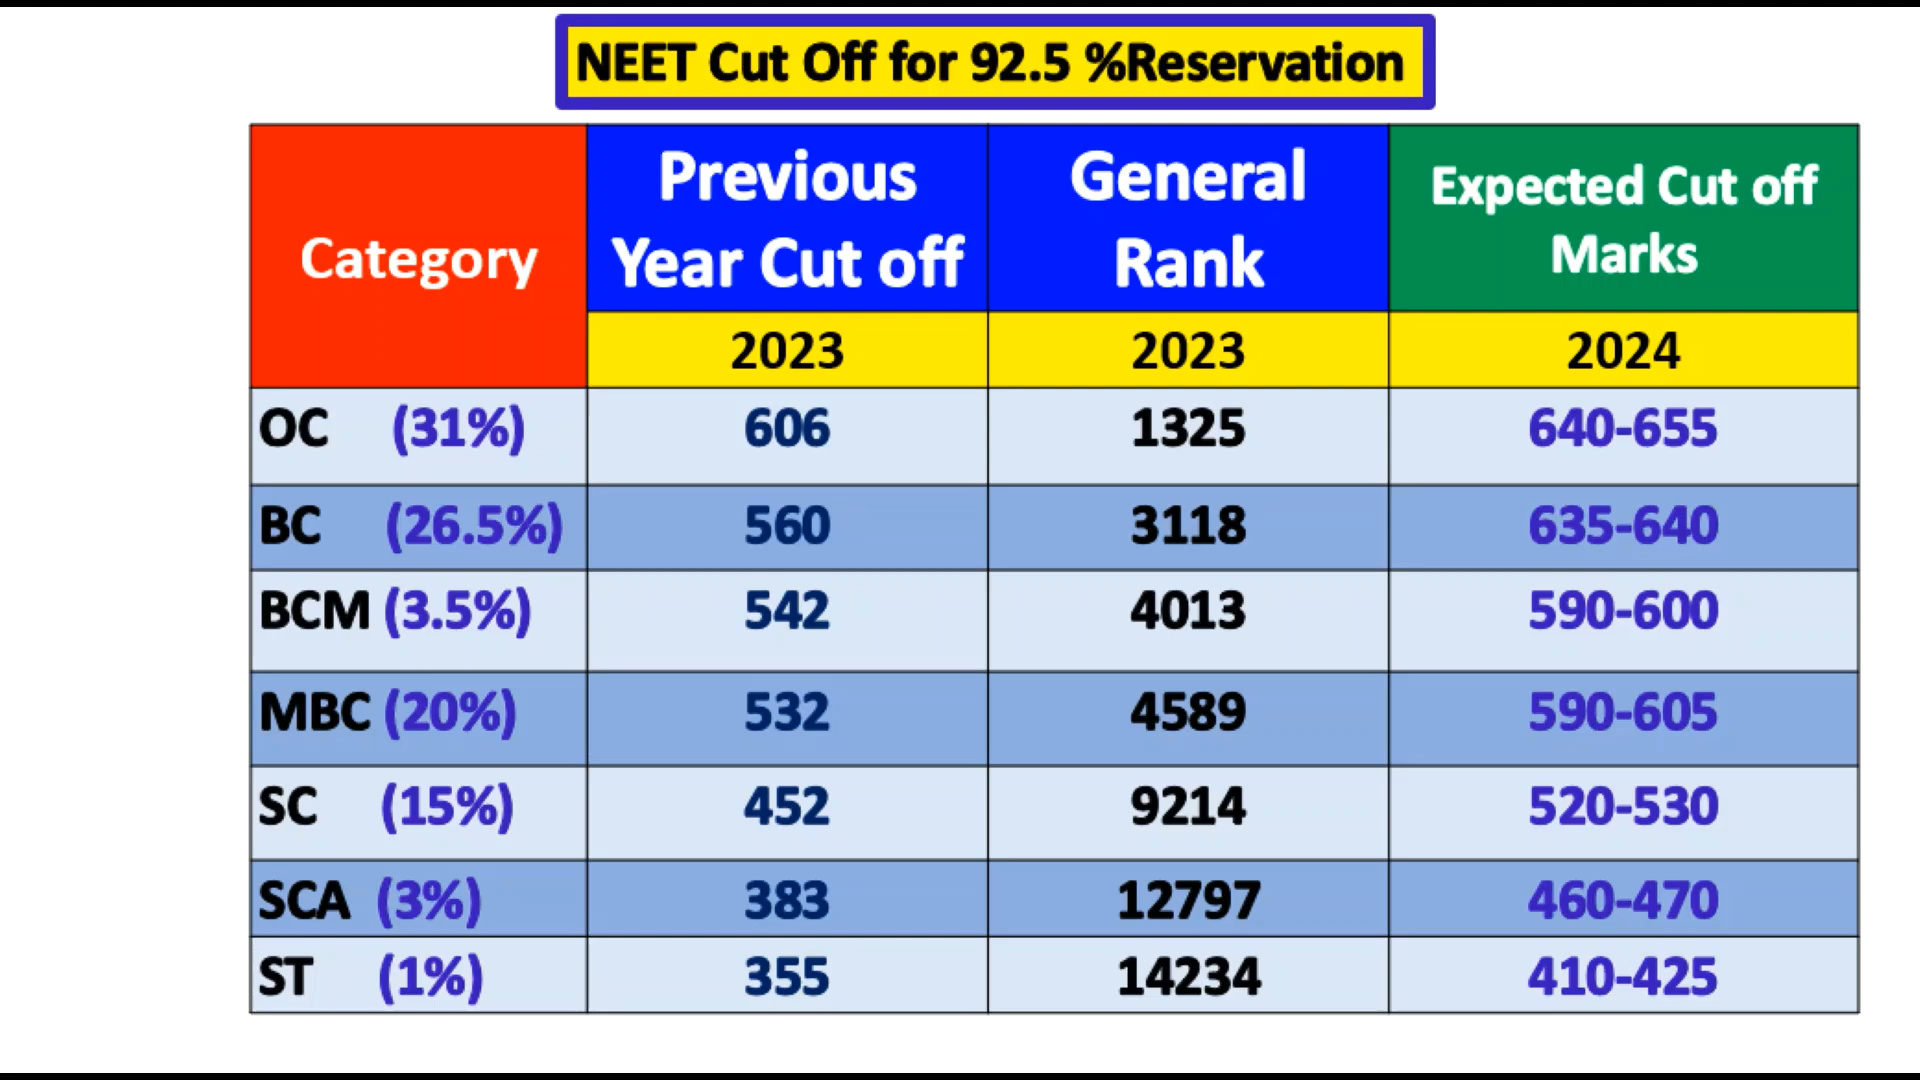 NEET Cut Off for 92.5 %Reservation
Category
Previous
Year Cut off
General
Rank
Expected Cut off
Marks
2023 2023 2024
OC (31%) 606 1325 640-655
BC (26.5%) 560 3118 635-640
BCM (3.5%) 542 4013 590-600
MBC (20%) 532 4589 590-605
SC (15%) 452 9214 520-530
SCA (3%) 383 12797 460-470
ST (1%) 355 14234 410-425